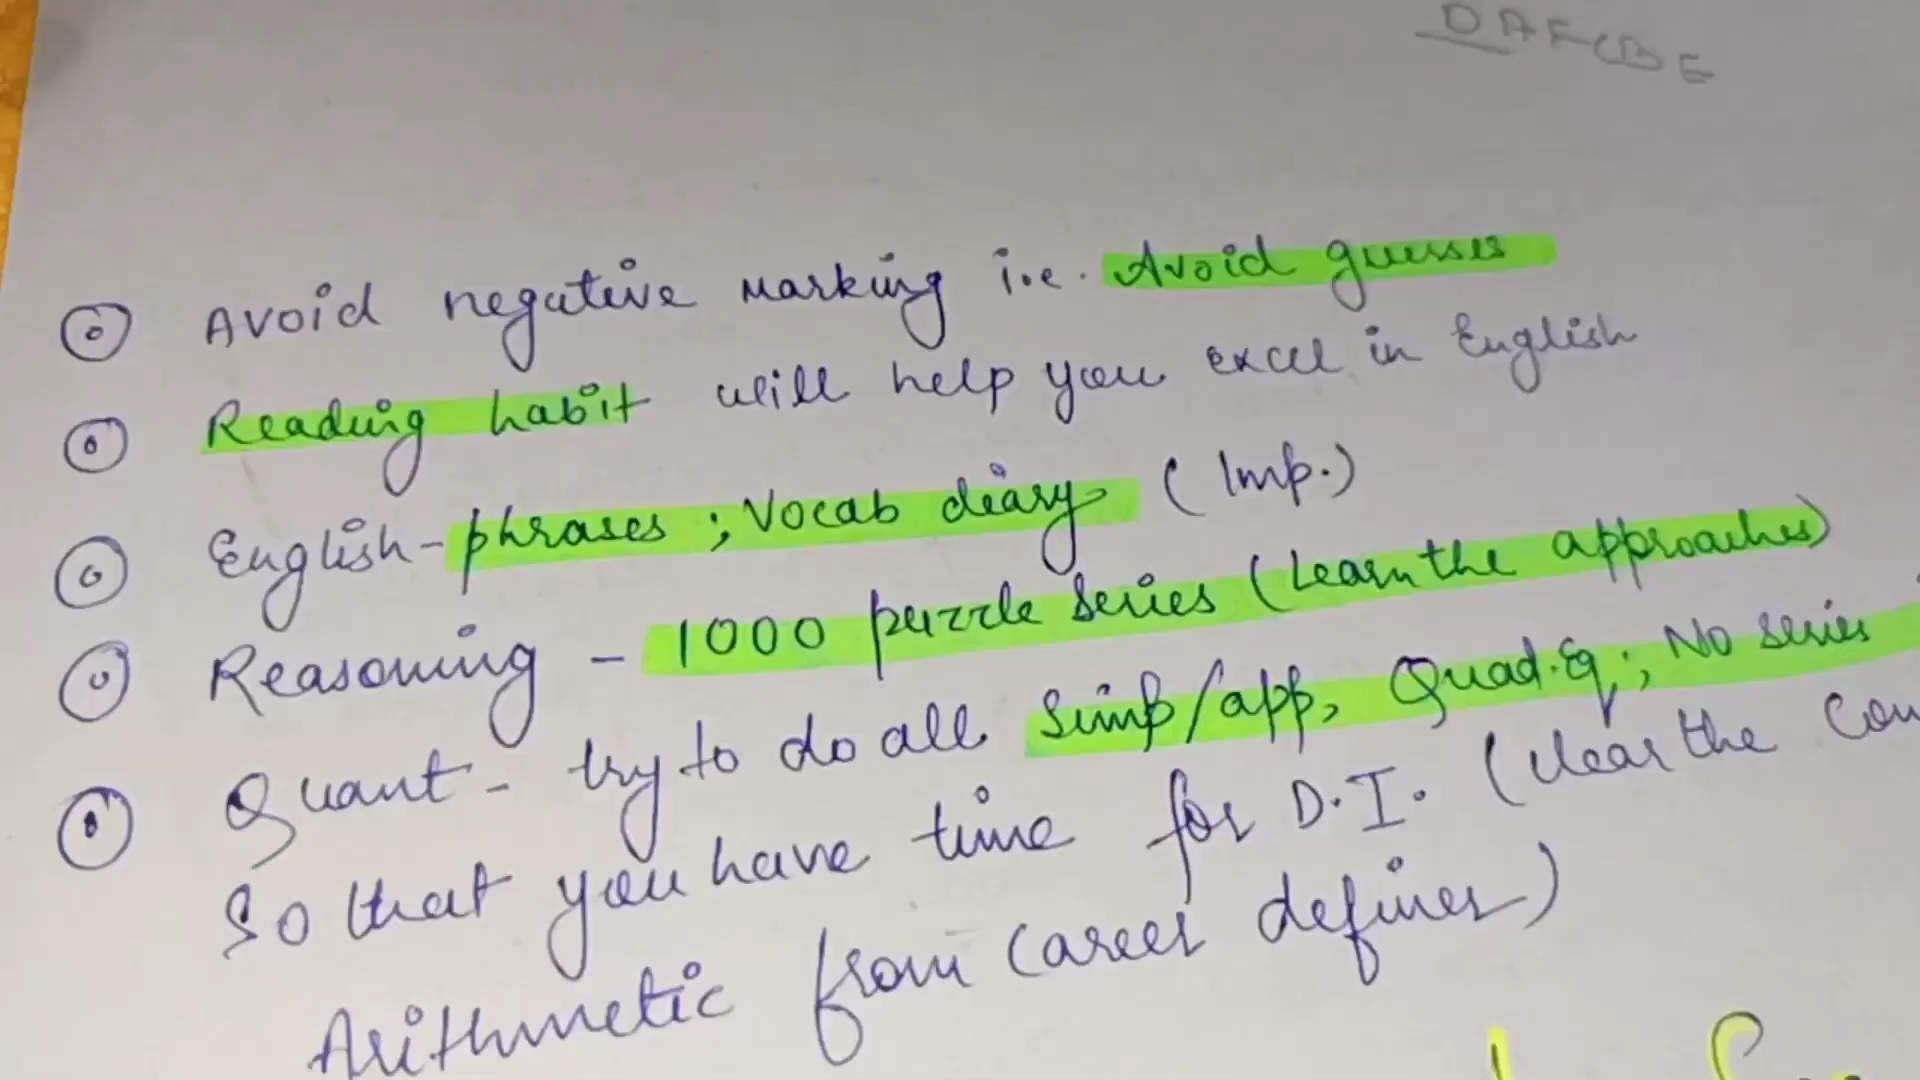 DAFCBE
Avoid negative marking i.e. Avoid guesses
Reading habit will help you excel in English
English - phrases ; Vocab diary (Imp.)
Reasoning - 1000 puzzle series (Learn the approaches)
Quant - try to do all Simp/app, Quad.Eq.; No series
So that you have time for D.I. (Clear the
Arithmetic from Career definer)